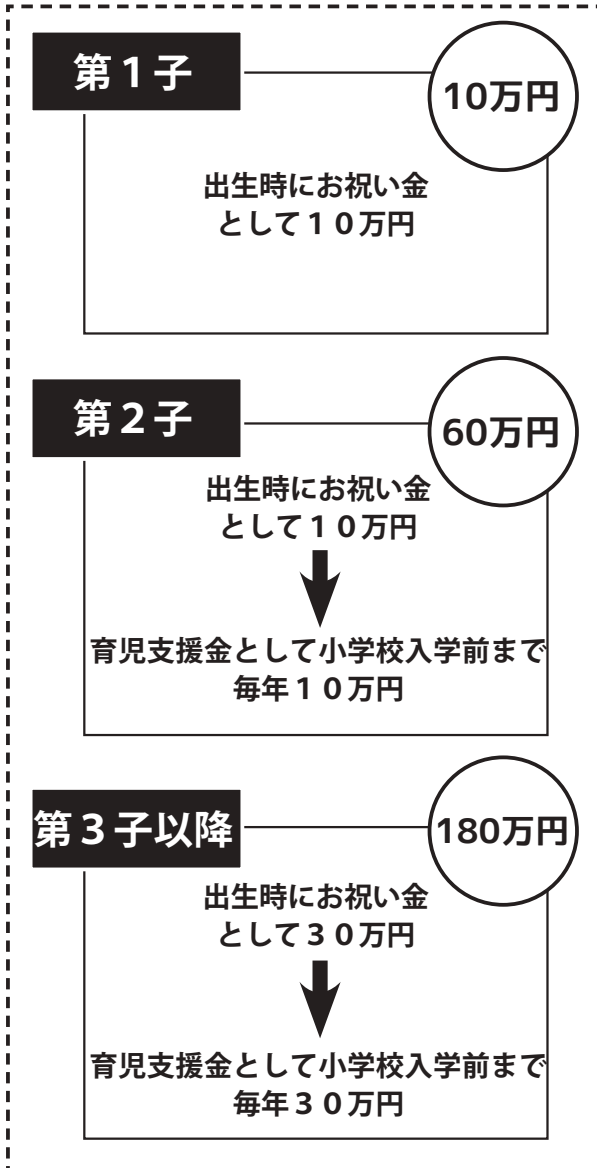 第１子
10万円
出生時にお祝い金
として１０万円
第２子
60万円
出生時にお祝い金
として１０万円
育児支援金として小学校入学前まで
毎年１０万円
第３子以降
180万円
出生時にお祝い金
として３０万円
育児支援金として小学校入学前まで
毎年３０万円